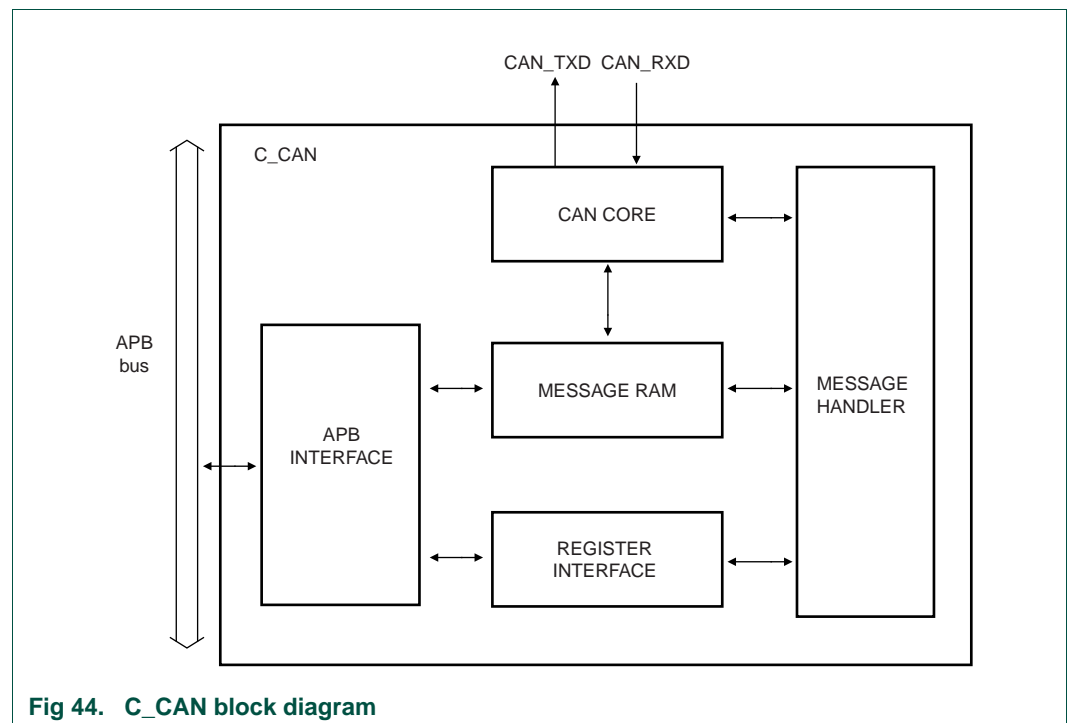 CAN_TXD CAN_RXD
C_CAN
CAN CORE
APB
bus
APB
INTERFACE
MESSAGE RAM
MESSAGE
HANDLER
REGISTER
INTERFACE
Fig 44. C_CAN block diagram